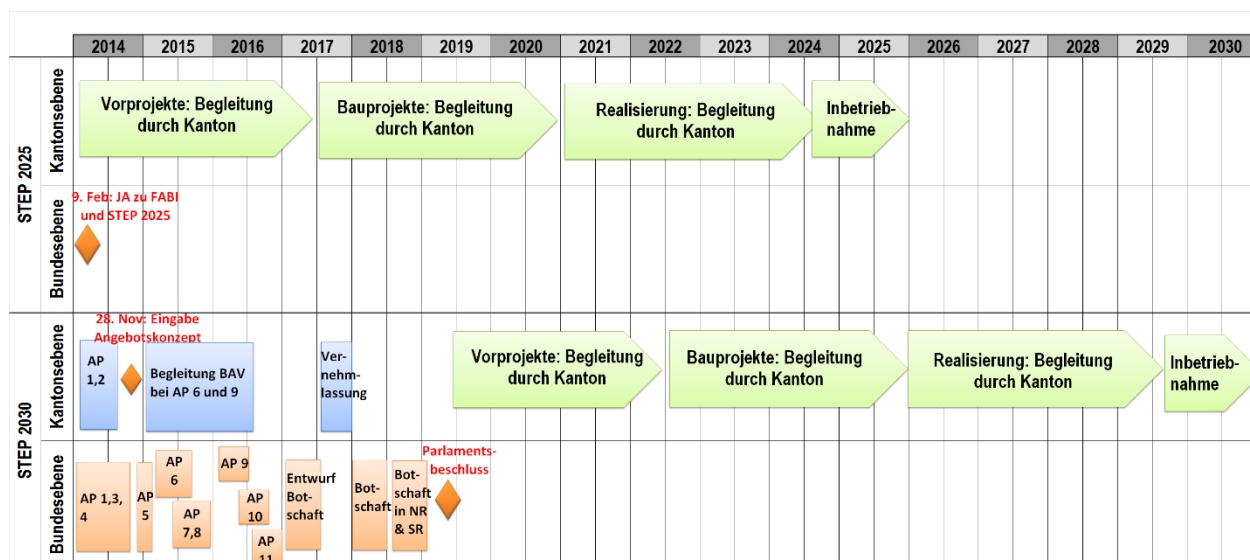 2014 2015 2016 2017 2018 2019 2020 2021 2022 2023 2024 2025 2026 2027 2028 2029 2030
STEP 2025
Kantonsebene
Vorprojekte: Begleitung
durch Kanton
Bauprojekte: Begleitung
durch Kanton
Realisierung: Begleitung
durch Kanton
Inbetrieb-
nahme
Bundesebene
9. Feb: JA zu FABI
und STEP 2025
STEP 2030
Kantonsebene
28. Nov: Eingabe
Angebotskonzept
AP
1,2
Begleitung BAV
bei AP 6 und 9
Ver-
nehm-
lassung
Vorprojekte: Begleitung
durch Kanton
Bauprojekte: Begleitung
durch Kanton
Realisierung: Begleitung
durch Kanton
Inbetrieb-
nahme
Bundesebene
AP 1,3,
4
AP
5
AP
6
AP
7,8
AP 9
AP
10
AP
11
Entwurf
Bot-
schaft
Bot-
schaft
Bot-
schaft
in NR
& SR
Parlaments-
beschluss